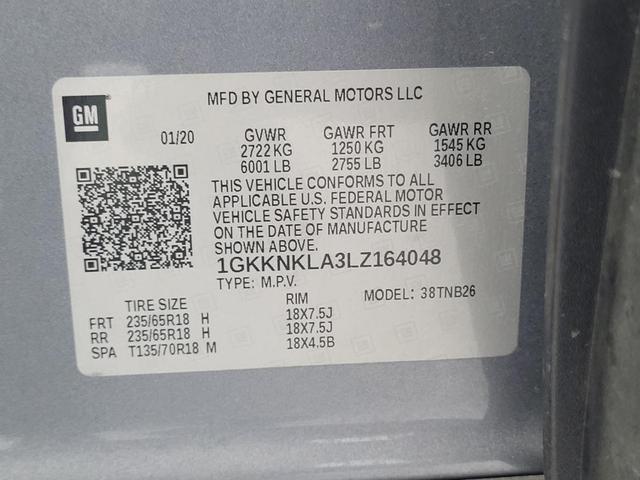 GM
MFD BY GENERAL MOTORS LLC
01/20 GVWR GAWR FRT GAWR RR
2722 KG 1250 KG 1545 KG
6001 LB 2755 LB 3406 LB
THIS VEHICLE CONFORMS TO ALL
APPLICABLE U.S. FEDERAL MOTOR
VEHICLE SAFETY STANDARDS IN EFFECT
ON THE DATE OF MANUFACTURE
SHOWN ABOVE.
1GKKNKLA3LZ164048
TYPE: M.P.V. MODEL: 38TNB26
TIRE SIZE RIM
FRT 235/65R18 H 18X7.5J
RR 235/65R18 H 18X7.5J
SPA T135/70R18 M 18X4.5B